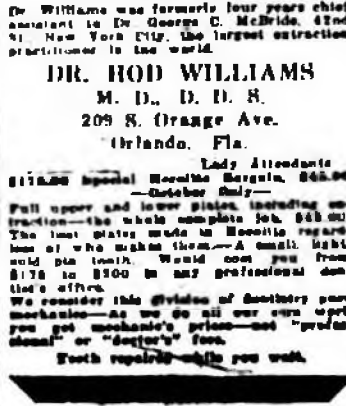 Dr Williams was formerly four years chief
assistant to Dr George C. McBride, 42nd
St. New York City, the largest extraction
practitioner in the world.
DR. HOD WILLIAMS
M. D., D. D. S.
209 S. Orange Ave.
Orlando, Fla.
Lady Attendants
Special Bargain,
—October Only—
Full upper and lower plates, including ex-
traction—the whole complete job,
The best plates made in regard-
less of who makes them.—A small light
gold pin tooth. Would cost you from
$175 to $200 in any professional den-
tist's office.
We consider this division of dentistry pure
mechanics—As we do all our own work
you get mechanic's prices—not "profes-
sional" or "doctor's" fees.
Teeth repaired while you wait.